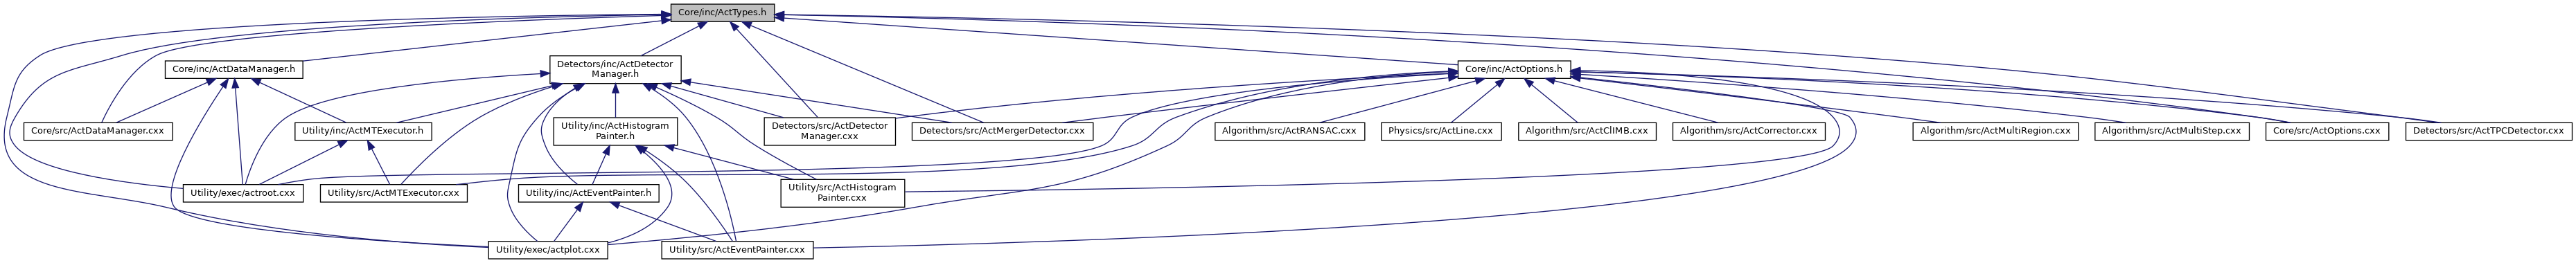 Core/inc/ActTypes.h
Core/inc/ActDataManager.h
Detectors/inc/ActDetector
Manager.h
Core/inc/ActOptions.h
Core/src/ActDataManager.cxx
Utility/inc/ActMTExecutor.h
Utility/inc/ActHistogram
Painter.h
Detectors/src/ActDetector
Manager.cxx
Detectors/src/ActMergerDetector.cxx
Algorithm/src/ActRANSAC.cxx
Physics/src/ActLine.cxx
Algorithm/src/ActClIMB.cxx
Algorithm/src/ActCorrector.cxx
Algorithm/src/ActMultiRegion.cxx
Algorithm/src/ActMultiStep.cxx
Core/src/ActOptions.cxx
Detectors/src/ActTPCDetector.cxx
Utility/exec/actroot.cxx
Utility/src/ActMTExecutor.cxx
Utility/inc/ActEventPainter.h
Utility/src/ActHistogram
Painter.cxx
Utility/exec/actplot.cxx
Utility/src/ActEventPainter.cxx